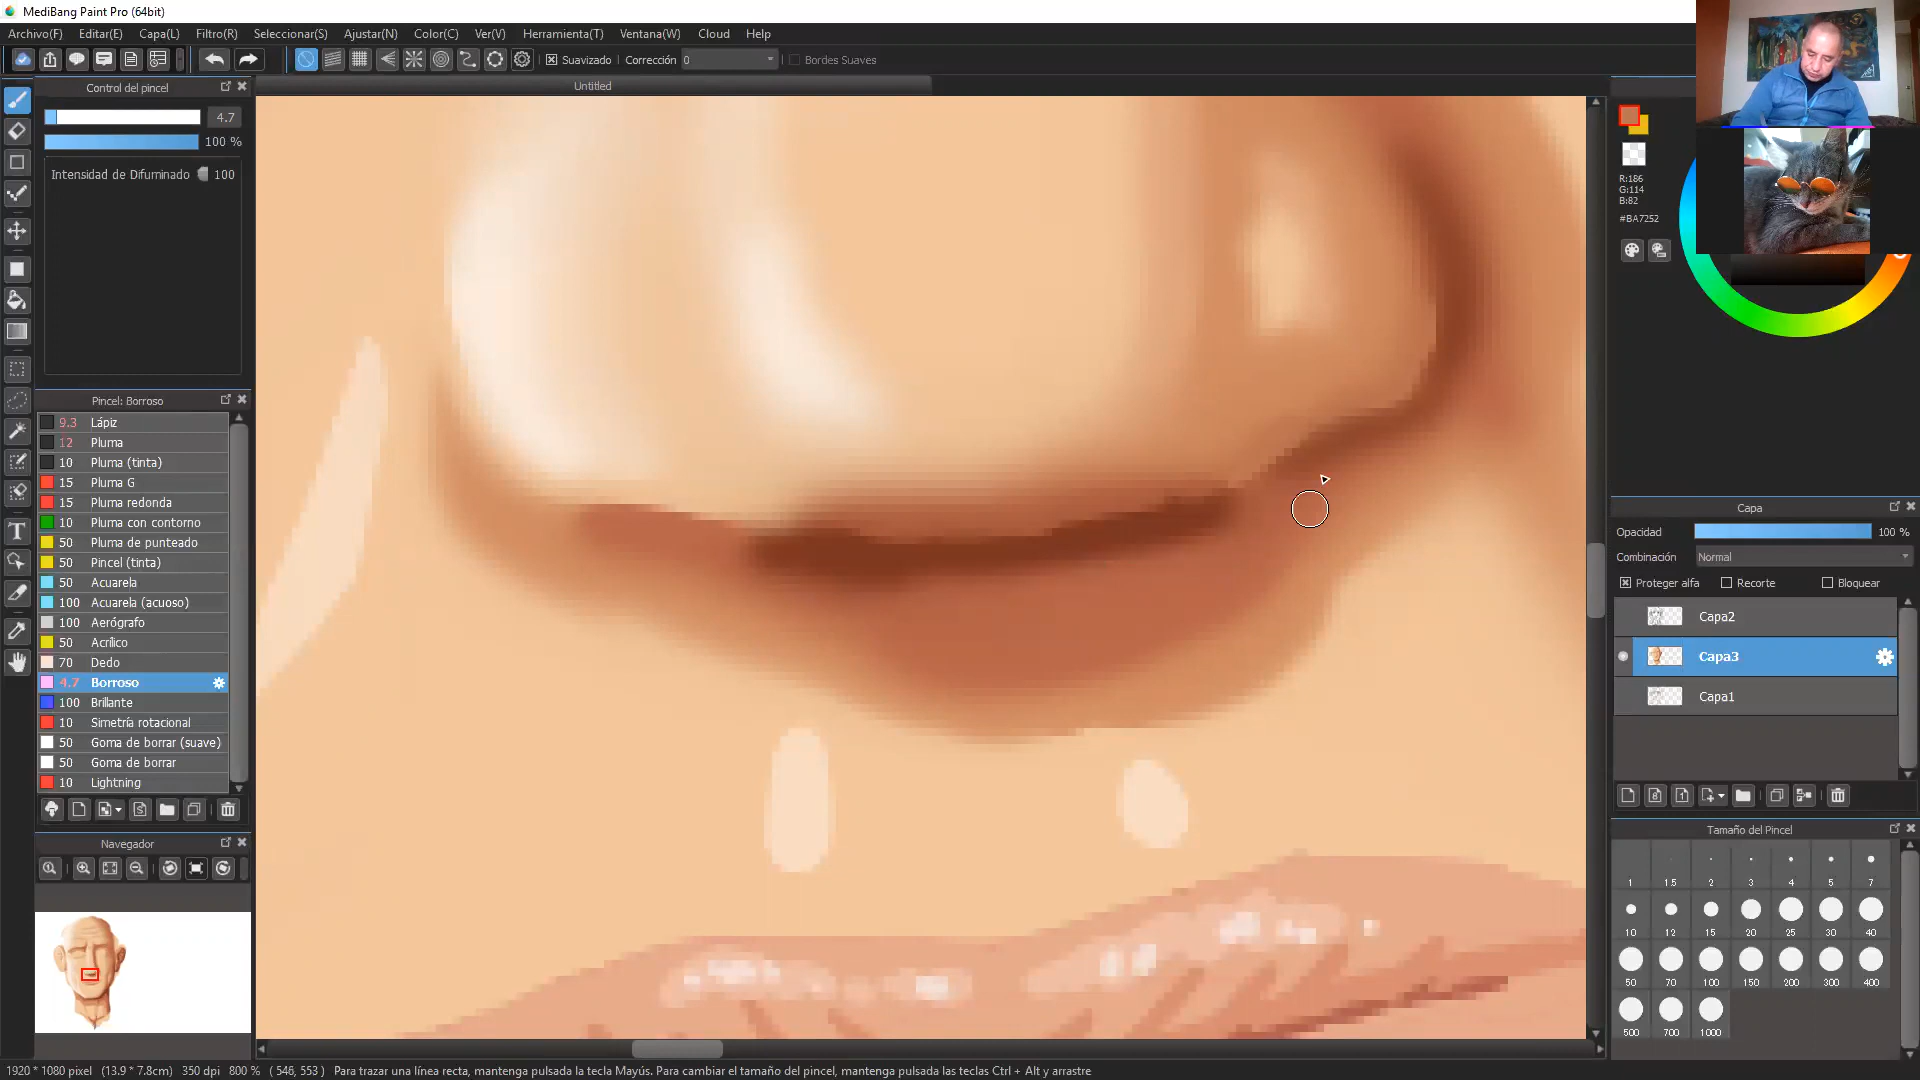 MediBang Paint Pro (64bit)
Archivo(F) Editar(E) Capa(L) Filtro(R) Seleccionar(S) Ajustar(N) Color(C) Ver(V) Herramienta(T) Ventana(W) Cloud Help
Suavizado Corrección 0 Bordes Suaves
Control del pincel
Untitled
4.7
100 %
Intensidad de Difuminado 100
R:186
G:114
B:82
#BA7252
Pincel: Borroso
9.3 Lápiz
12 Pluma
10 Pluma (tinta)
15 Pluma G
15 Pluma redonda
10 Pluma con contorno
50 Pluma de punteado
50 Pincel (tinta)
50 Acuarela
100 Acuarela (acuoso)
100 Aerógrafo
50 Acrílico
70 Dedo
4.7 Borroso
100 Brillante
10 Simetría rotacional
50 Goma de borrar (suave)
50 Goma de borrar
10 Lightning
Navegador
Capa
Opacidad 100 %
Combinación Normal
Proteger alfa Recorte Bloquear
Capa2
Capa3
Capa1
Tamaño del Pincel
1 1.5 2 3 4 5 7
10 12 15 20 25 30 40
50 70 100 150 200 300 400
500 700 1000
1920 * 1080 pixel (13.9 * 7.8cm) 350 dpi 800 % ( 546, 553 ) Para trazar una línea recta, mantenga pulsada la tecla Mayús. Para cambiar el tamaño del pincel, mantenga pulsada las teclas Ctrl + Alt y arrastre